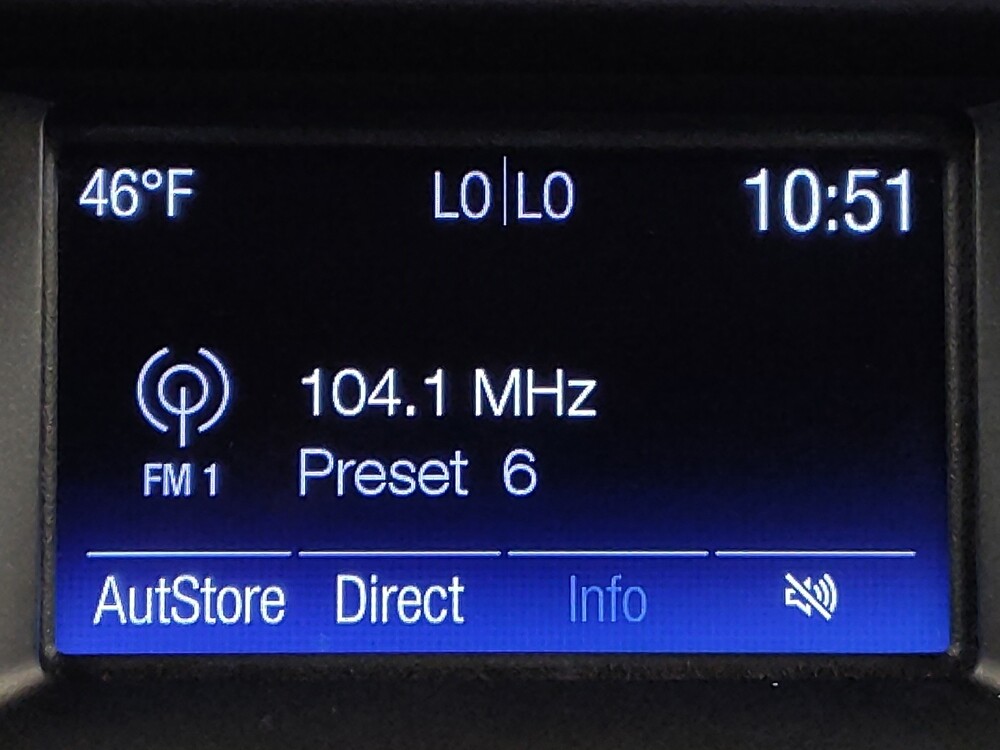 46°F LO|LO 10:51
104.1 MHz
FM 1 Preset 6
AutStore Direct Info